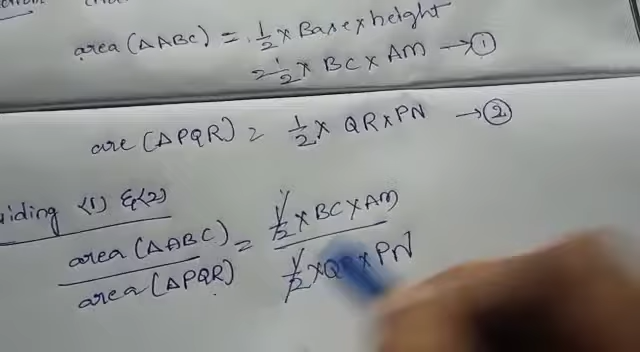 area (△ABC) = 1/2 × Base × height
= 1/2 × BC × AM → ①
are (△PQR) = 1/2 × QR × PN → ②
iding (1) & (2)
area (△ABC) / area (△PQR) = 1/2 × BC × AM / 1/2 × QR × PN